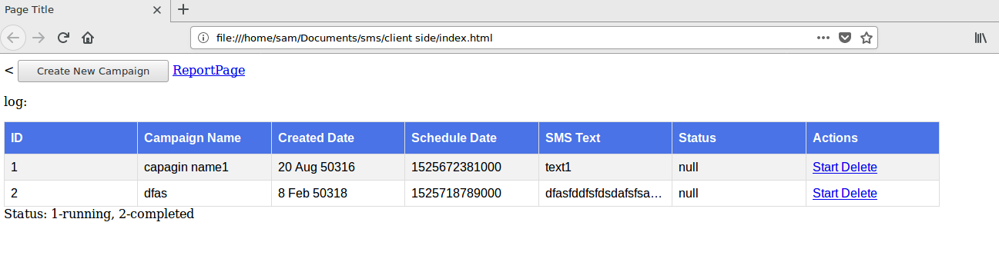 Page Title
file:///home/sam/Documents/sms/client side/index.html
< Create New Campaign ReportPage
log:
ID Campaign Name Created Date Schedule Date SMS Text Status Actions
1 capagin name1 20 Aug 50316 1525672381000 text1 null Start Delete
2 dfas 8 Feb 50318 1525718789000 dfasfddfsfdsdafsfsa… null Start Delete
Status: 1-running, 2-completed